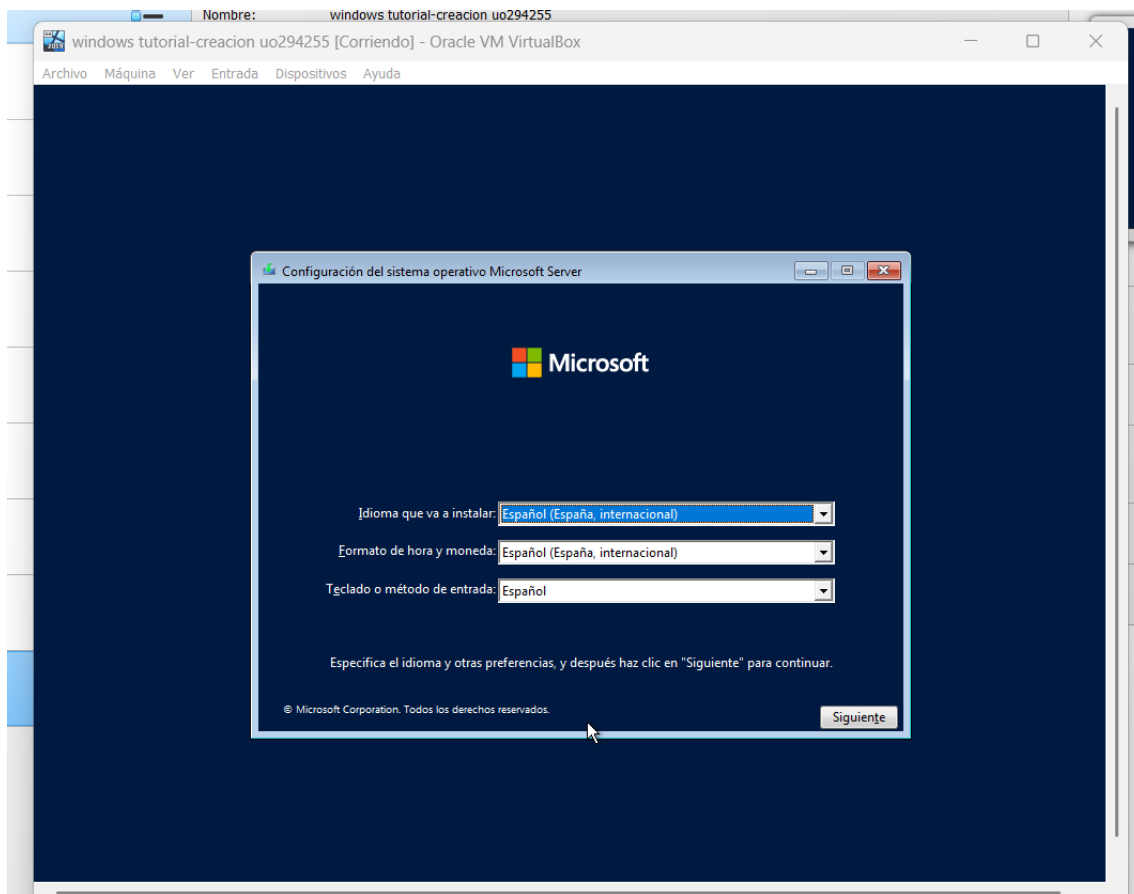 Nombre: windows tutorial-creacion uo294255
windows tutorial-creacion uo294255 [Corriendo] - Oracle VM VirtualBox
Archivo Máquina Ver Entrada Dispositivos Ayuda
Configuración del sistema operativo Microsoft Server
Microsoft
Idioma que va a instalar: Español (España, internacional)
Formato de hora y moneda: Español (España, internacional)
Teclado o método de entrada: Español
Especifica el idioma y otras preferencias, y después haz clic en "Siguiente" para continuar.
© Microsoft Corporation. Todos los derechos reservados.
Siguiente